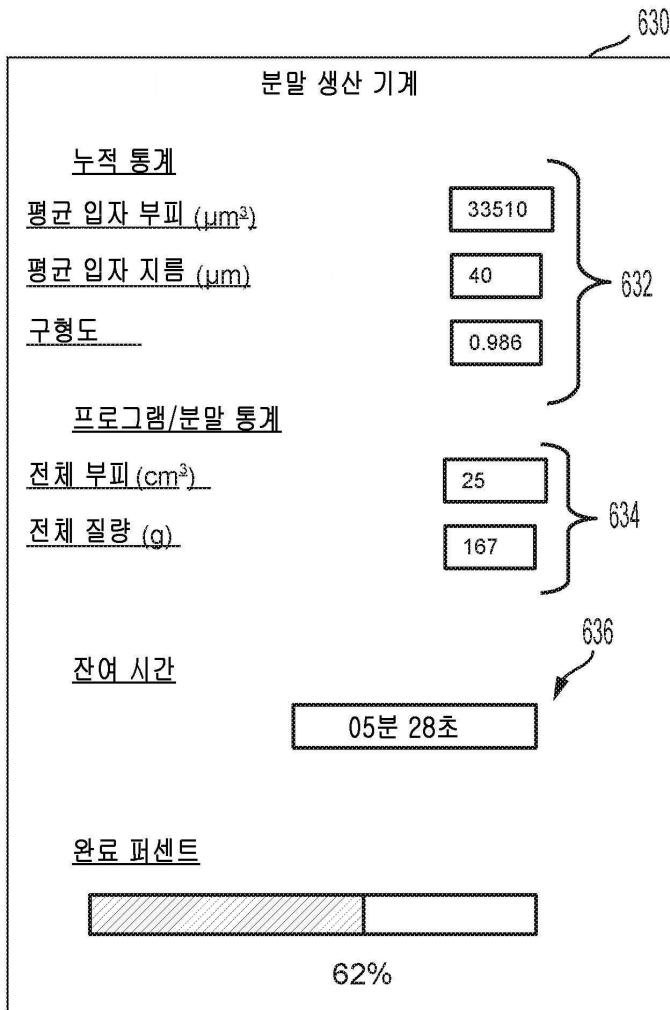 630
분말 생산 기계
누적 통계
평균 입자 부피 (μm³) 33510
평균 입자 지름 (μm) 40
632
구형도 0.986
프로그램/분말 통계
전체 부피 (cm³) 25
634
전체 질량 (g) 167
636
잔여 시간
05분 28초
완료 퍼센트
62%